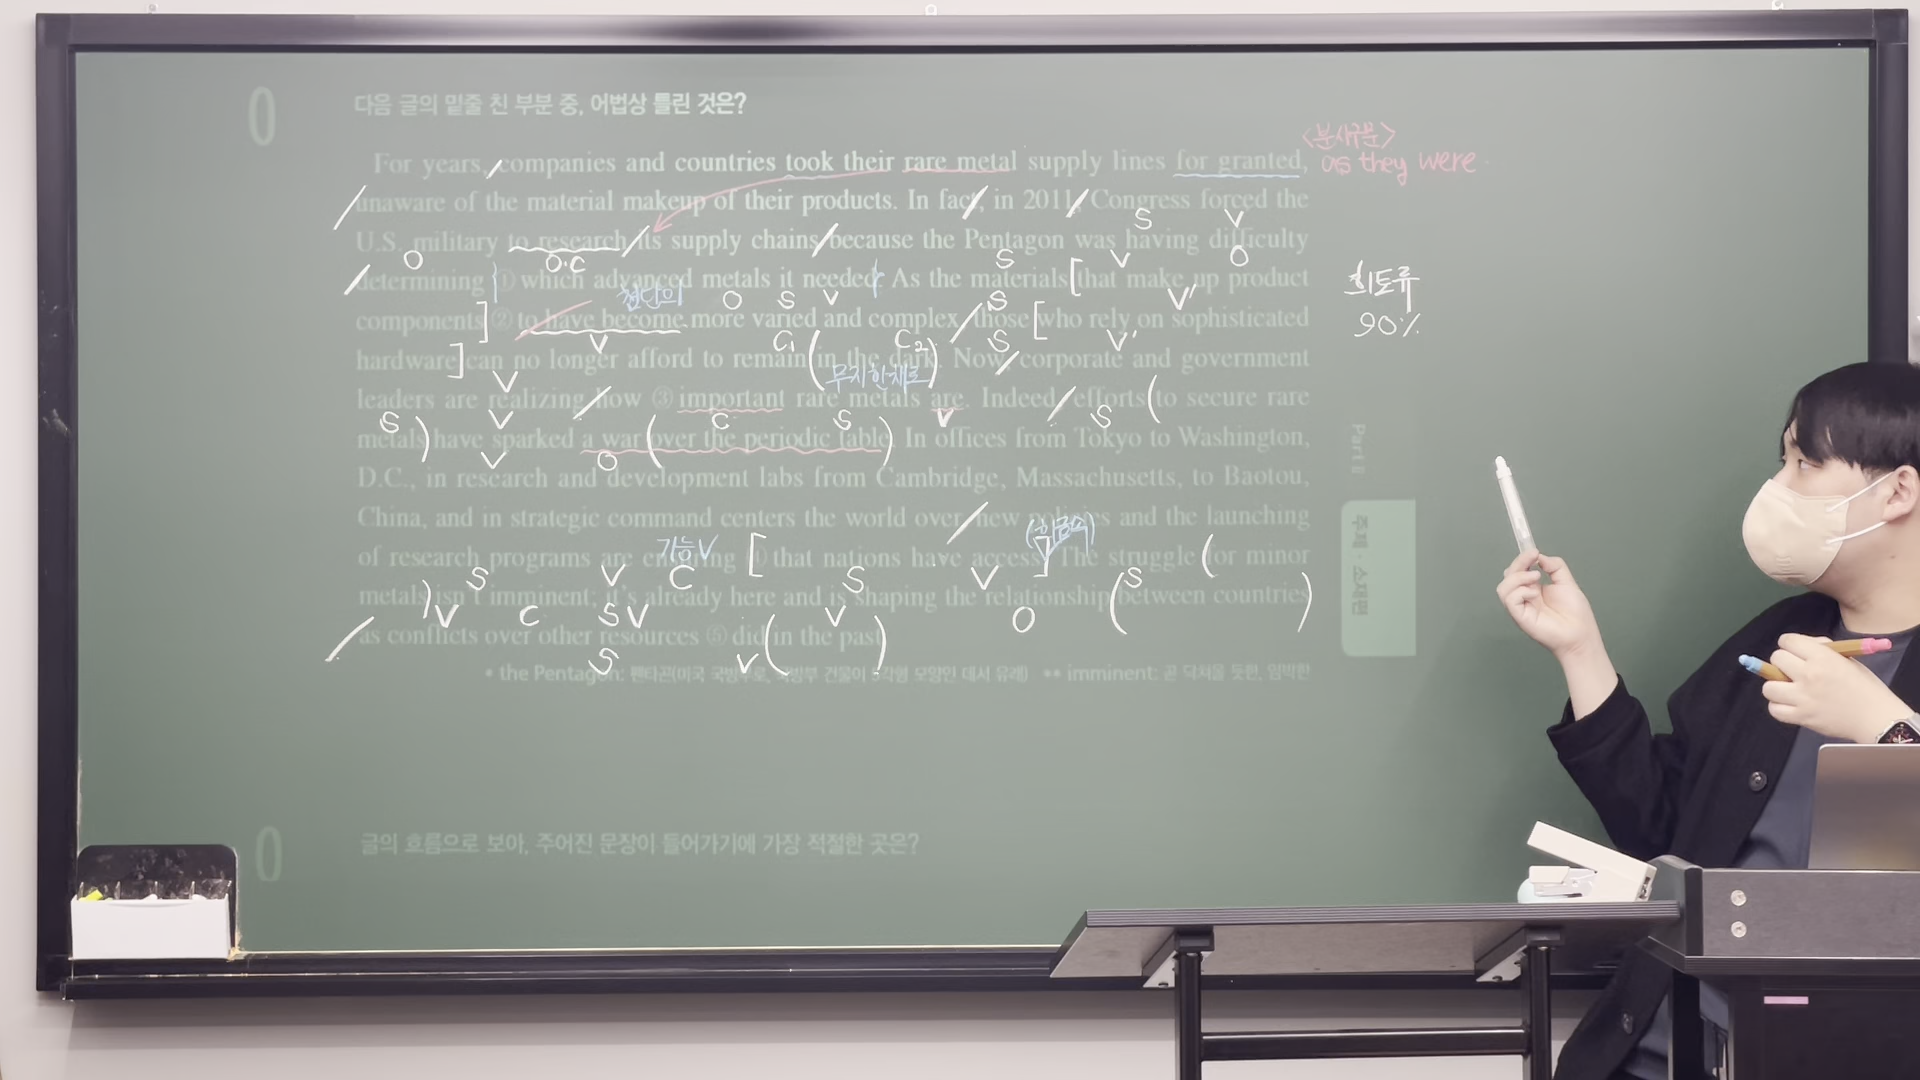 0
다음 글의 밑줄 친 부분 중, 어법상 틀린 것은?
<분사구문>
For years, companies and countries took their rare metal supply lines for granted, as they were.
unaware of the material makeup of their products. In fact, in 2011, Congress forced the
S V
U.S. military to research its supply chains because the Pentagon was having difficulty
O O·C S V O
determining ① which advanced metals it needed. As the materials that make up product
희토류
첨단의 O S V S V'
components ② to have become more varied and complex, those who rely on sophisticated
90%
V C₁ C₂ S V'
hardware can no longer afford to remain in the dark. Now, corporate and government
V 무지한채로
leaders are realizing how ③ important rare metals are. Indeed, efforts to secure rare
S V C S V S
metals have sparked a war over the periodic table. In offices from Tokyo to Washington,
V O
D.C., in research and development labs from Cambridge, Massachusetts, to Baotou,
China, and in strategic command centers the world over, new policies and the launching
기능V
of research programs are ensuring ④ that nations have access. The struggle for minor
S V C S V S
metals isn't imminent; it's already here and is shaping the relationship between countries
V C S V V O
as conflicts over other resources ⑤ did in the past.
S V
* the Pentagon: 펜타곤(미국 국방부로, 국방부 건물이 5각형 모양인 데서 유래) ** imminent: 곧 닥쳐올 듯한, 임박한
Part II
주제·소재편
0
글의 흐름으로 보아, 주어진 문장이 들어가기에 가장 적절한 곳은?